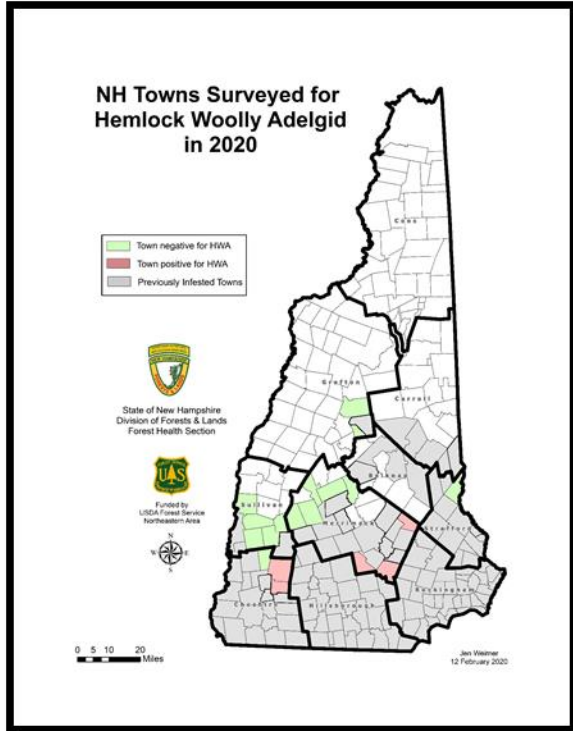 NH Towns Surveyed for
Hemlock Woolly Adelgid
in 2020
Town negative for HWA
Town positive for HWA
Previously Infested Towns
State of New Hampshire
Division of Forests & Lands
Forest Health Section
US
Funded by
USDA Forest Service
Northeastern Area
N
W E
S
Coos
Grafton
Carroll
Belknap
Sullivan
Merrimack
Strafford
Cheshire
Hillsborough
Rockingham
0 5 10 20
Miles
Jen Weimer
12 February 2020